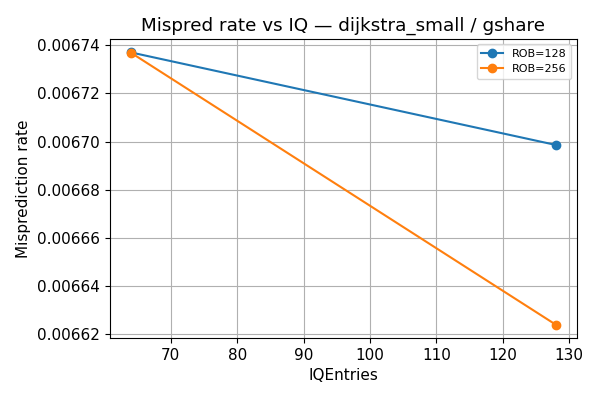 Mispred rate vs IQ — dijkstra_small / gshare
Misprediction rate
0.00674
0.00672
0.00670
0.00668
0.00666
0.00664
0.00662
ROB=128
ROB=256
70 80 90 100 110 120 130
IQEntries